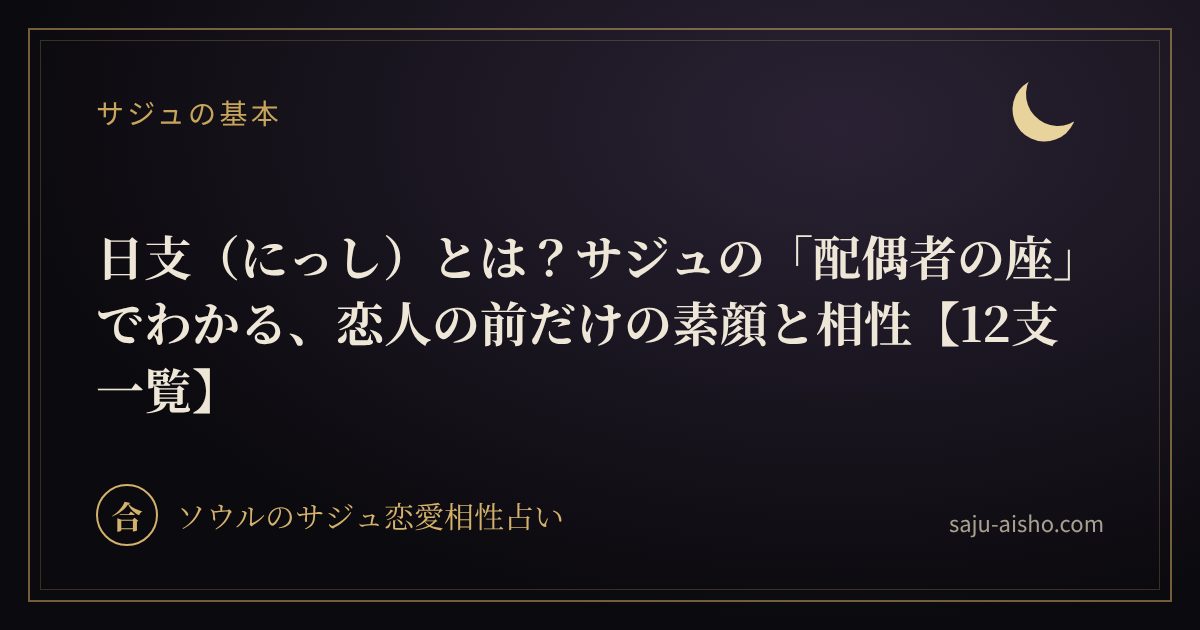 サジュの基本
日支（にっし）とは？サジュの「配偶者の座」
でわかる、恋人の前だけの素顔と相性【12支
一覧】
合 ソウルのサジュ恋愛相性占い
saju-aisho.com